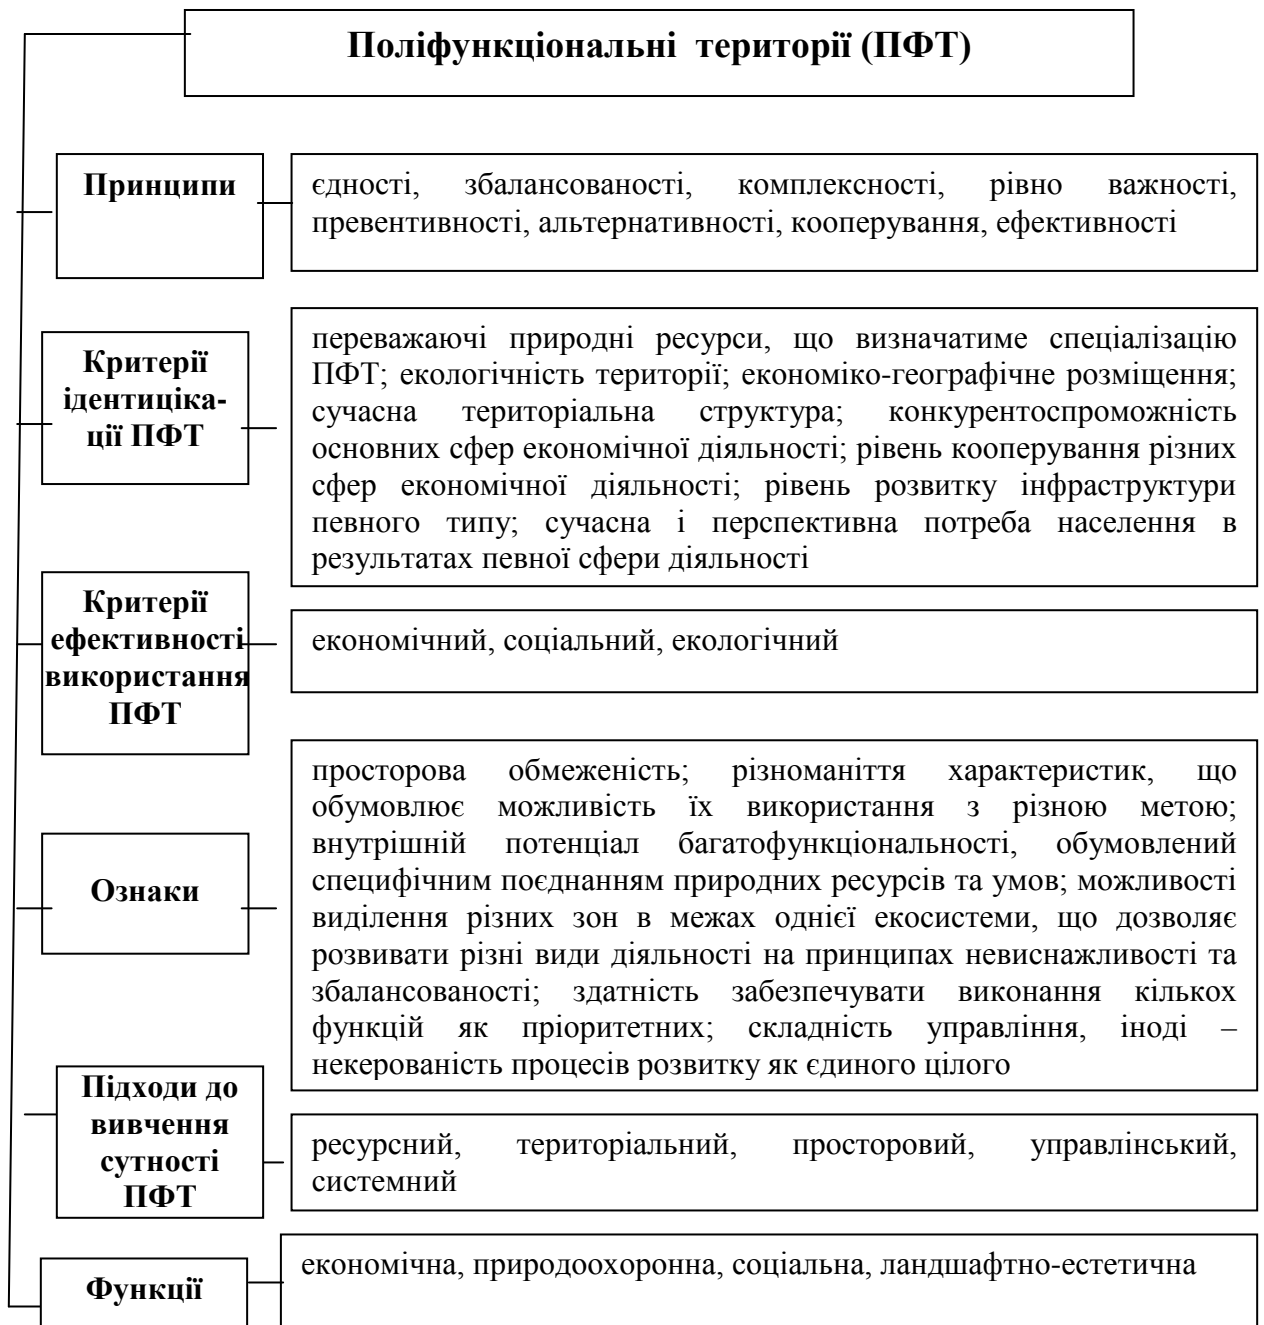 Поліфункціональні території (ПФТ)
Принципи
єдності, збалансованості, комплексності, рівно важності,
превентивності, альтернативності, кооперування, ефективності
Критерії
ідентиціка-
ції ПФТ
переважаючі природні ресурси, що визначатиме спеціалізацію
ПФТ; екологічність території; економіко-географічне розміщення;
сучасна територіальна структура; конкурентоспроможність
основних сфер економічної діяльності; рівень кооперування різних
сфер економічної діяльності; рівень розвитку інфраструктури
певного типу; сучасна і перспективна потреба населення в
результатах певної сфери діяльності
Критерії
ефективності
використання
ПФТ
економічний, соціальний, екологічний
Ознаки
просторова обмеженість; різноманіття характеристик, що
обумовлює можливість їх використання з різною метою;
внутрішній потенціал багатофункціональності, обумовлений
специфічним поєднанням природних ресурсів та умов; можливості
виділення різних зон в межах однієї екосистеми, що дозволяє
розвивати різні види діяльності на принципах невиснажливості та
збалансованості; здатність забезпечувати виконання кількох
функцій як пріоритетних; складність управління, іноді –
некерованість процесів розвитку як єдиного цілого
Підходи до
вивчення
сутності
ПФТ
ресурсний, територіальний, просторовий, управлінський,
системний
Функції
економічна, природоохоронна, соціальна, ландшафтно-естетична